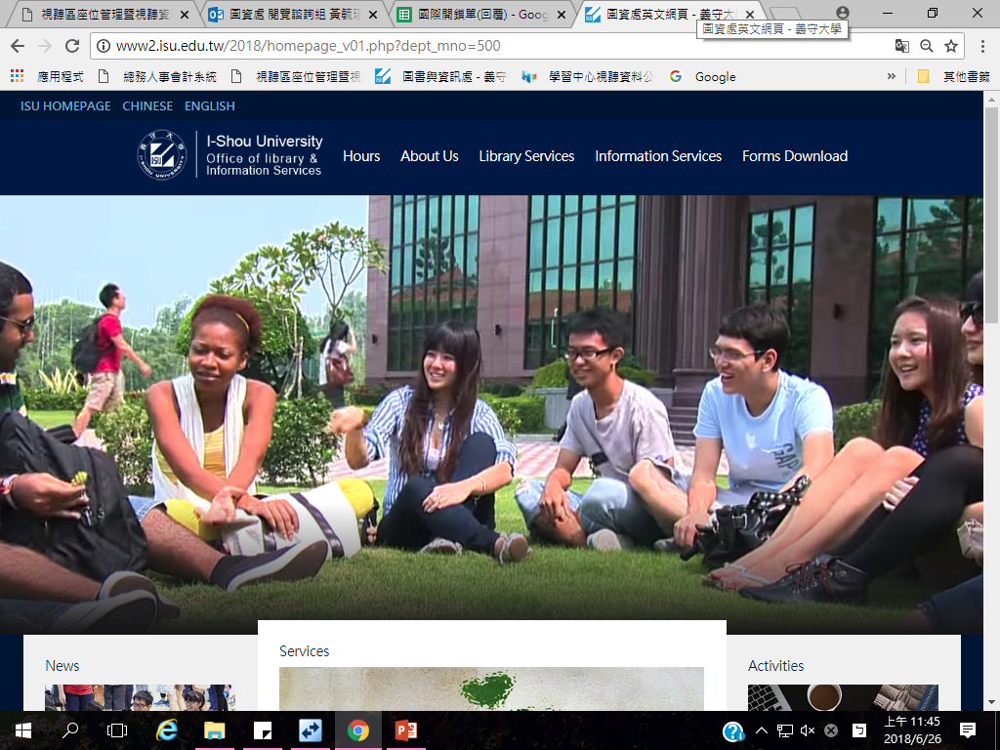 視聽區座位管理暨視聽資
圖資處 閱覽諮詢組 黃毓
國際開鎖單(回覆) - Goog
圖資處英文網頁 - 義守大
圖資處英文網頁 - 義守大學
www2.isu.edu.tw/2018/homepage_v01.php?dept_mno=500
應用程式
總務人事會計系統
視聽區座位管理暨視
圖書與資訊處 - 義守
學習中心視聽資料公
Google
»
其他書籤
ISU HOMEPAGE CHINESE ENGLISH
I-Shou University
Office of library &
Information Services
ISU
I-SHOU UNIVERSITY
Hours About Us Library Services Information Services Forms Download
News
Services
Activities
上午 11:45
2018/6/26